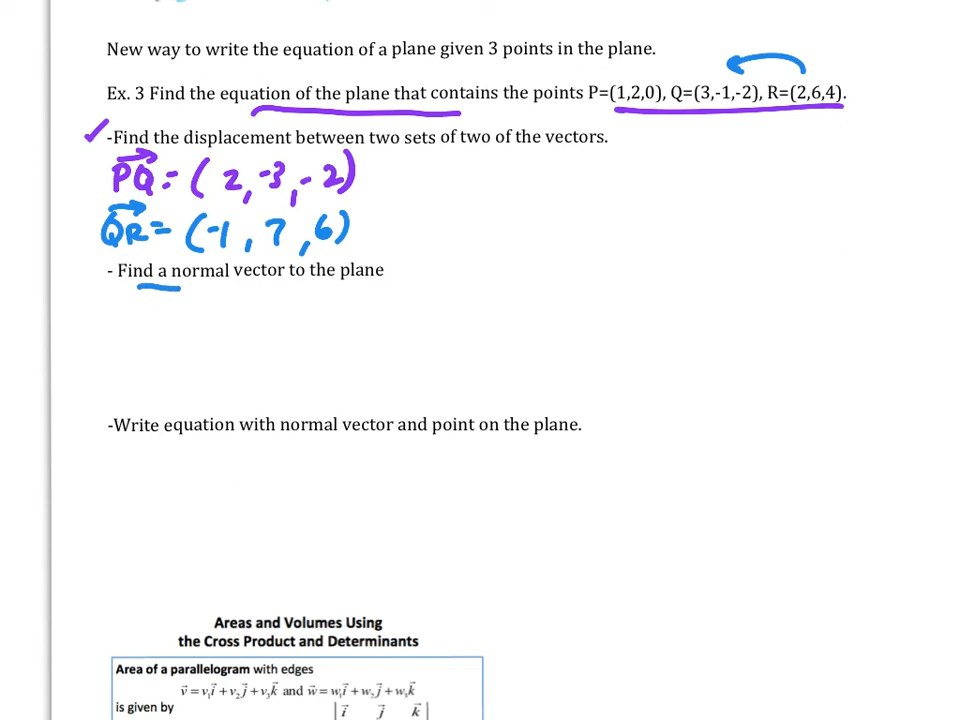 New way to write the equation of a plane given 3 points in the plane.
Ex. 3 Find the equation of the plane that contains the points P=(1,2,0), Q=(3,-1,-2), R=(2,6,4).
-Find the displacement between two sets of two of the vectors.
PQ⃗ = (2, -3, -2)
QR⃗ = (-1, 7, 6)
- Find a normal vector to the plane
-Write equation with normal vector and point on the plane.
Areas and Volumes Using
the Cross Product and Determinants
Area of a parallelogram with edges
v⃗ = v₁i⃗ + v₂j⃗ + v₃k⃗ and w⃗ = w₁i⃗ + w₂j⃗ + w₃k⃗
is given by
| i⃗ j⃗ k⃗ |